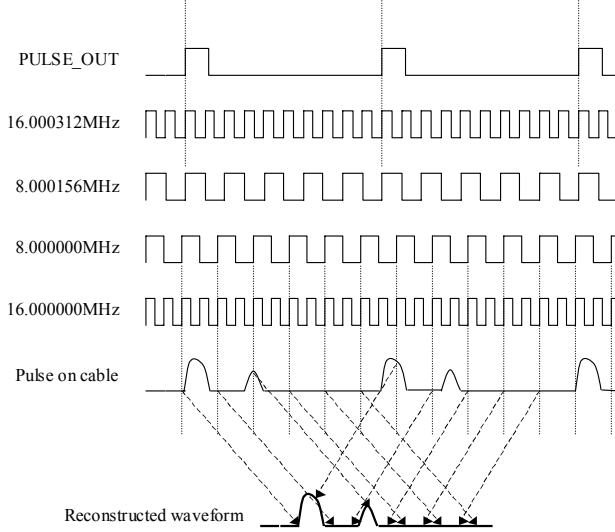 PULSE_OUT
16.000312MHz
8.000156MHz
8.000000MHz
16.000000MHz
Pulse on cable
Reconstructed waveform